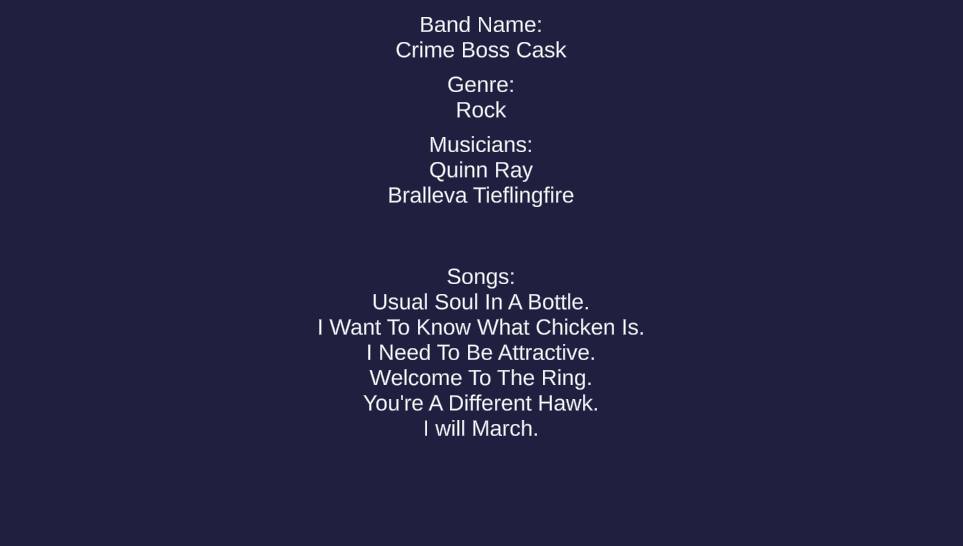 Band Name:
Crime Boss Cask
Genre:
Rock
Musicians:
Quinn Ray
Bralleva Tieflingfire
Songs:
Usual Soul In A Bottle.
I Want To Know What Chicken Is.
I Need To Be Attractive.
Welcome To The Ring.
You're A Different Hawk.
I will March.